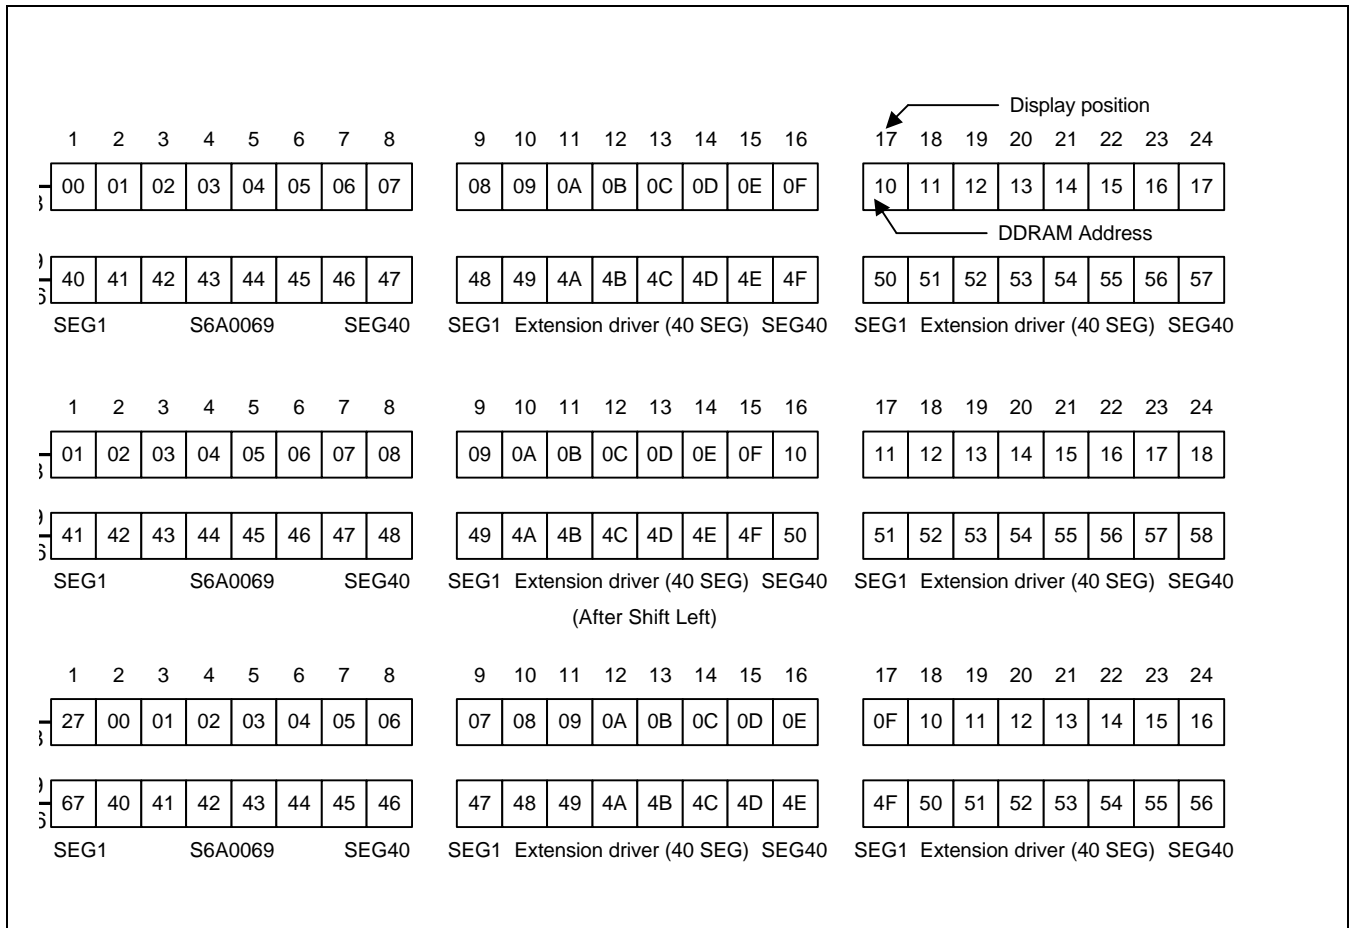 Display position
1 2 3 4 5 6 7 8 9 10 11 12 13 14 15 16 17 18 19 20 21 22 23 24
00 01 02 03 04 05 06 07 08 09 0A 0B 0C 0D 0E 0F 10 11 12 13 14 15 16 17
DDRAM Address
40 41 42 43 44 45 46 47 48 49 4A 4B 4C 4D 4E 4F 50 51 52 53 54 55 56 57
SEG1 S6A0069 SEG40 SEG1 Extension driver (40 SEG) SEG40 SEG1 Extension driver (40 SEG) SEG40
1 2 3 4 5 6 7 8 9 10 11 12 13 14 15 16 17 18 19 20 21 22 23 24
01 02 03 04 05 06 07 08 09 0A 0B 0C 0D 0E 0F 10 11 12 13 14 15 16 17 18
41 42 43 44 45 46 47 48 49 4A 4B 4C 4D 4E 4F 50 51 52 53 54 55 56 57 58
SEG1 S6A0069 SEG40 SEG1 Extension driver (40 SEG) SEG40 SEG1 Extension driver (40 SEG) SEG40
(After Shift Left)
1 2 3 4 5 6 7 8 9 10 11 12 13 14 15 16 17 18 19 20 21 22 23 24
27 00 01 02 03 04 05 06 07 08 09 0A 0B 0C 0D 0E 0F 10 11 12 13 14 15 16
67 40 41 42 43 44 45 46 47 48 49 4A 4B 4C 4D 4E 4F 50 51 52 53 54 55 56
SEG1 S6A0069 SEG40 SEG1 Extension driver (40 SEG) SEG40 SEG1 Extension driver (40 SEG) SEG40